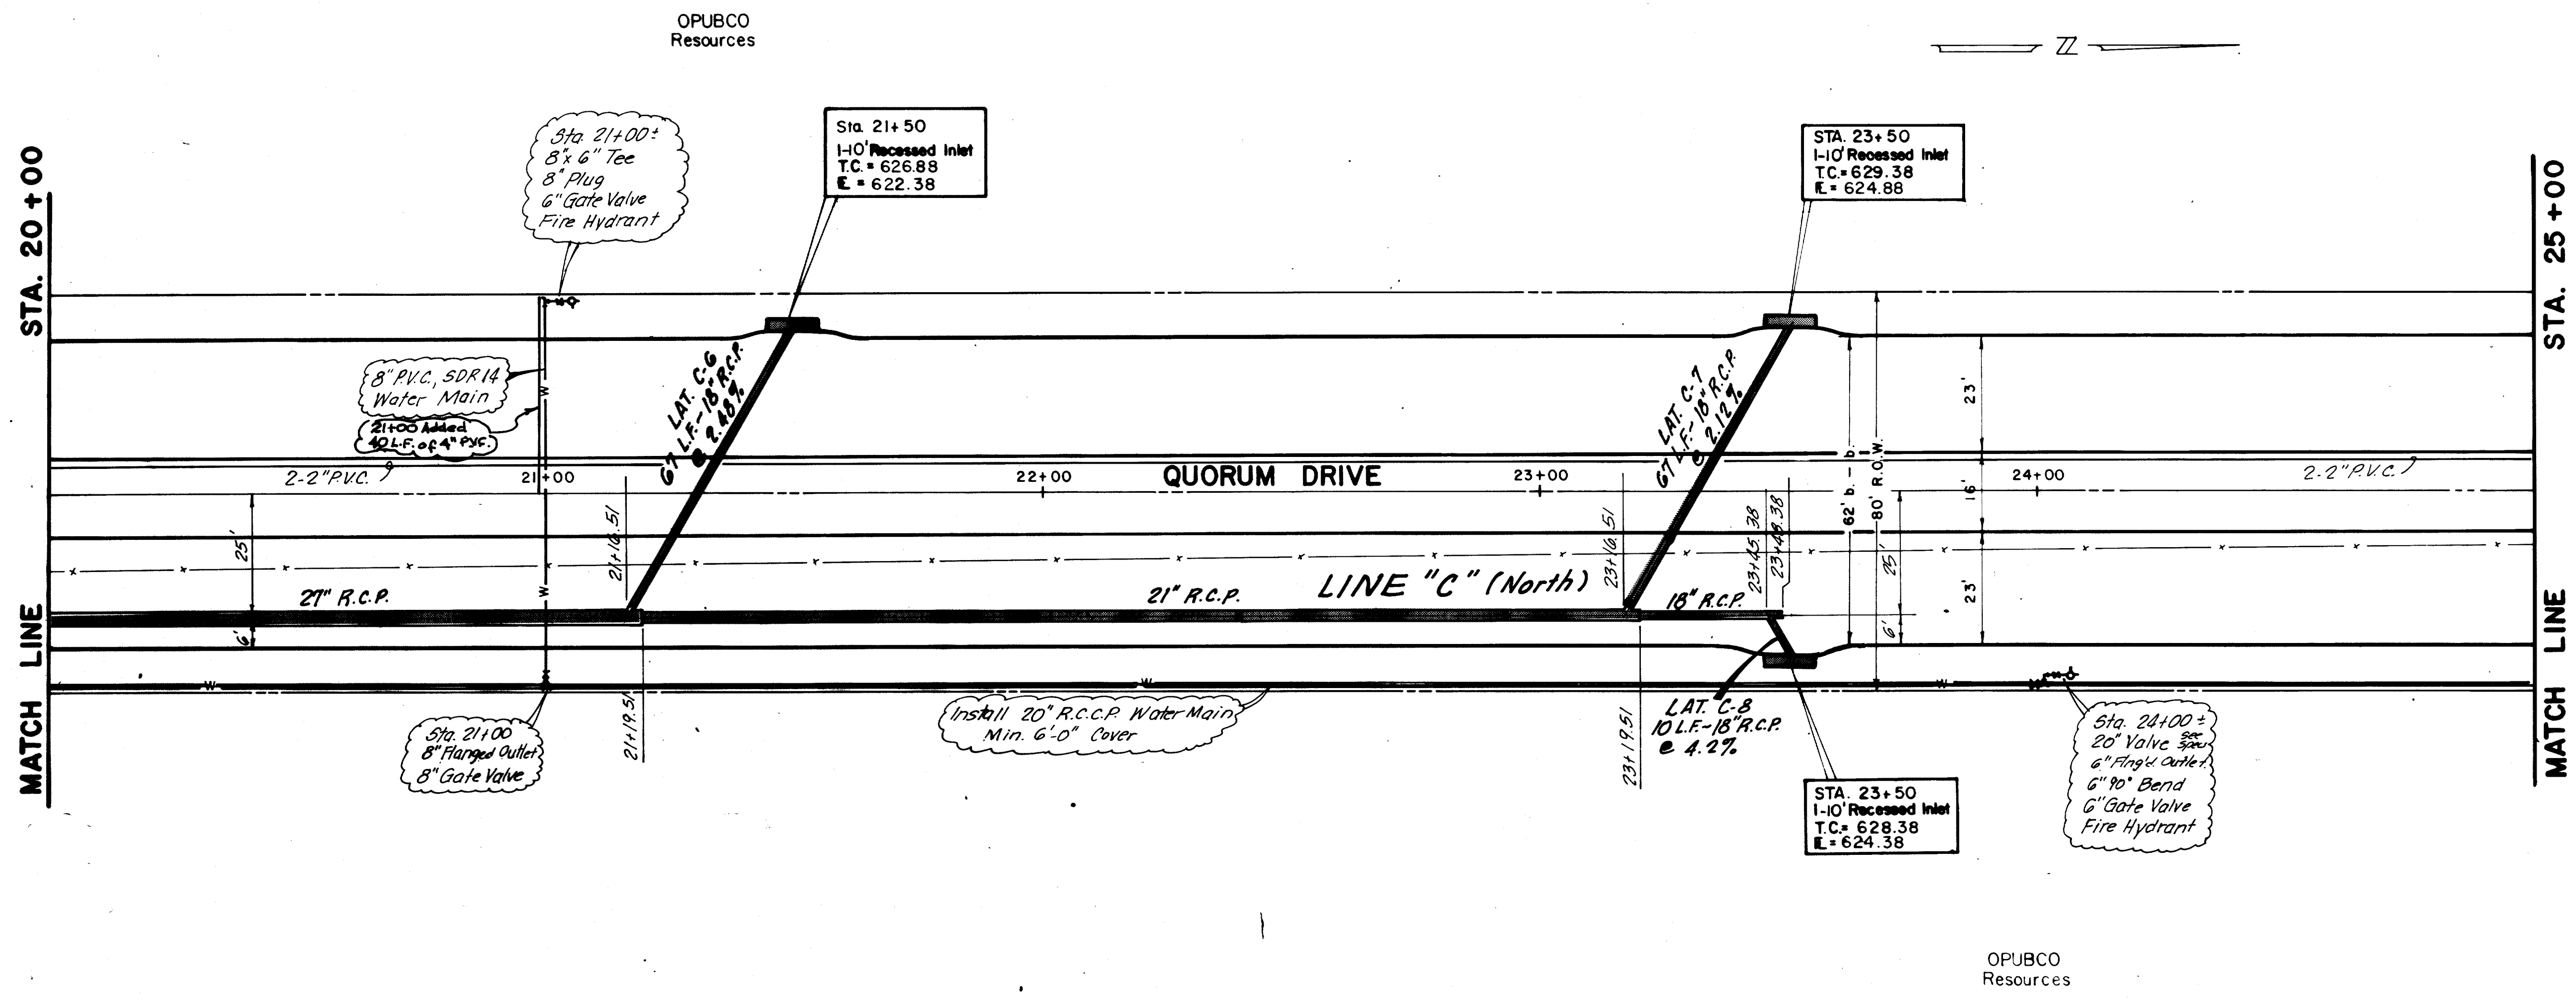 OPUBCO
Resources
Z
Sta. 21+00±
8"x 6" Tee
8" Plug
6" Gate Valve
Fire Hydrant
Sta. 21+50
1-10' Recessed Inlet
T.C.= 626.88
FL = 622.38
STA. 23+50
1-10' Recessed Inlet
T.C.= 629.38
FL = 624.88
STA. 20+00
MATCH LINE
STA. 25+00
MATCH LINE
8" P.V.C., SDR 14
Water Main
21+00 Added
40 L.F. of 4" PVC.
LAT. C-6
67 L.F.-18" R.C.P.
@ 2.48%
LAT. C-7
67 L.F.-18" R.C.P.
@ 2.12%
2-2" P.V.C.
21+00
22+00
QUORUM DRIVE
23+00
24+00
2-2" P.V.C.
62' b.-b.
80' R.O.W.
23'
16'
23'
25'
6'
25'
6'
21+16.51
23+16.51
23+45.38
23+48.38
W
W
27" R.C.P.
21" R.C.P.
LINE "C" (North)
18" R.C.P.
W
W
W
21+19.51
23+19.51
Sta. 21+00
8" Flanged Outlet
8" Gate Valve
Install 20" R.C.C.P. Water Main
Min. 6'-0" Cover
LAT. C-8
10 L.F.-18" R.C.P.
@ 4.2%
Sta. 24+00 ±
20" Valve see Specs
6" Flng'd Outlet
6" 90° Bend
6" Gate Valve
Fire Hydrant
STA. 23+50
1-10' Recessed Inlet
T.C.= 628.38
FL = 624.38
OPUBCO
Resources